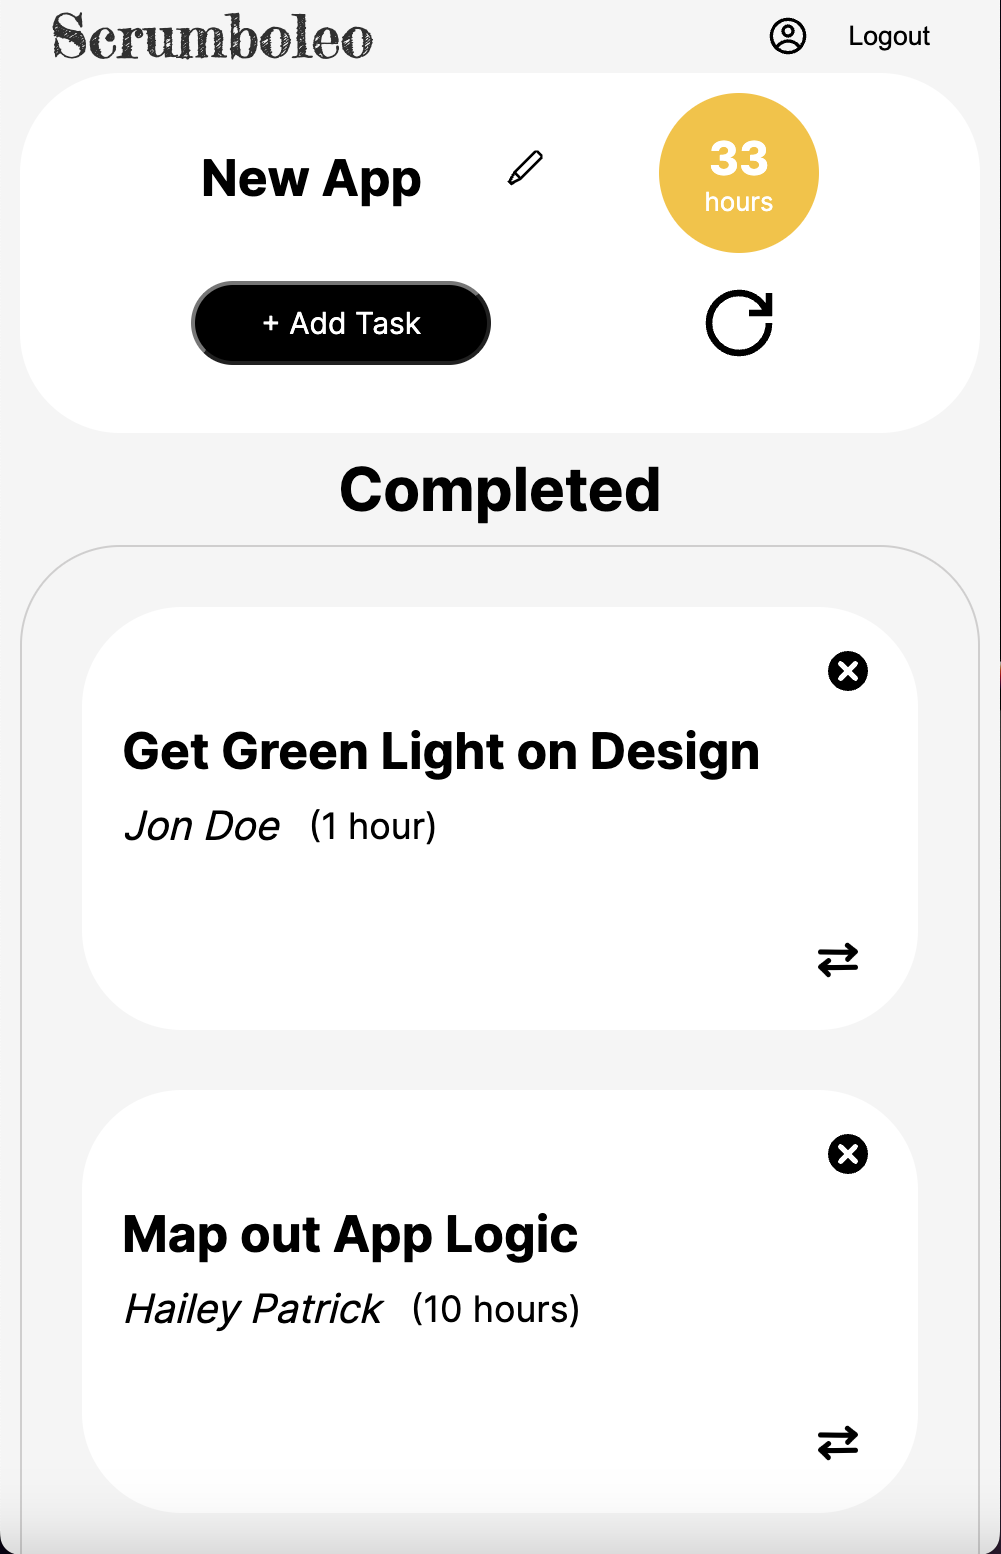 Scrumboleo
Logout
New App
33
hours
+ Add Task
Completed
Get Green Light on Design
Jon Doe (1 hour)
Map out App Logic
Hailey Patrick (10 hours)